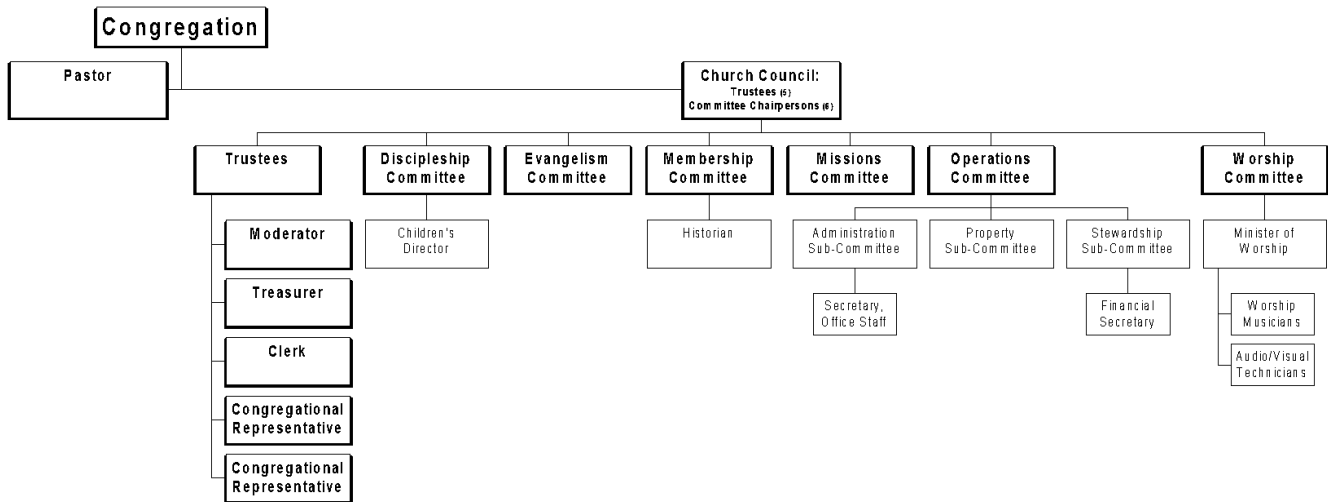 Congregation
Pastor
Church Council:
Trustees (5)
Committee Chairpersons (6)
Trustees
Discipleship
Committee
Evangelism
Committee
Membership
Committee
Missions
Committee
Operations
Committee
Worship
Committee
Moderator
Treasurer
Clerk
Congregational
Representative
Congregational
Representative
Children's
Director
Historian
Administration
Sub-Committee
Secretary,
Office Staff
Property
Sub-Committee
Stewardship
Sub-Committee
Financial
Secretary
Minister of
Worship
Worship
Musicians
Audio/Visual
Technicians